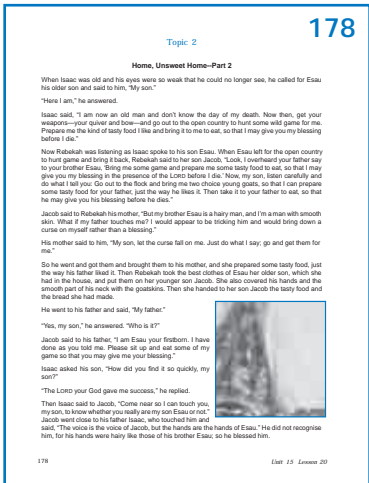 178
Topic 2
Home, Unsweet Home--Part 2
When Isaac was old and his eyes were so weak that he could no longer see, he called for Esau
his older son and said to him, "My son."
"Here I am," he answered.
Isaac said, "I am now an old man and don't know the day of my death. Now then, get your
weapons—your quiver and bow—and go out to the open country to hunt some wild game for me.
Prepare me the kind of tasty food I like and bring it to me to eat, so that I may give you my blessing
before I die."
Now Rebekah was listening as Isaac spoke to his son Esau. When Esau left for the open country
to hunt game and bring it back, Rebekah said to her son Jacob, "Look, I overheard your father say
to your brother Esau, 'Bring me some game and prepare me some tasty food to eat, so that I may
give you my blessing in the presence of the LORD before I die.' Now, my son, listen carefully and
do what I tell you: Go out to the flock and bring me two choice young goats, so that I can prepare
some tasty food for your father, just the way he likes it. Then take it to your father to eat, so that
he may give you his blessing before he dies."
Jacob said to Rebekah his mother, "But my brother Esau is a hairy man, and I'm a man with smooth
skin. What if my father touches me? I would appear to be tricking him and would bring down a
curse on myself rather than a blessing."
His mother said to him, "My son, let the curse fall on me. Just do what I say; go and get them for
me."
So he went and got them and brought them to his mother, and she prepared some tasty food, just
the way his father liked it. Then Rebekah took the best clothes of Esau her older son, which she
had in the house, and put them on her younger son Jacob. She also covered his hands and the
smooth part of his neck with the goatskins. Then she handed to her son Jacob the tasty food and
the bread she had made.
He went to his father and said, "My father."
"Yes, my son," he answered. "Who is it?"
Jacob said to his father, "I am Esau your firstborn. I have
done as you told me. Please sit up and eat some of my
game so that you may give me your blessing."
Isaac asked his son, "How did you find it so quickly, my
son?"
"The LORD your God gave me success," he replied.
Then Isaac said to Jacob, "Come near so I can touch you,
my son, to know whether you really are my son Esau or not."
Jacob went close to his father Isaac, who touched him and
said, "The voice is the voice of Jacob, but the hands are the hands of Esau." He did not recognise
him, for his hands were hairy like those of his brother Esau; so he blessed him.
178
Unit 15 Lesson 20